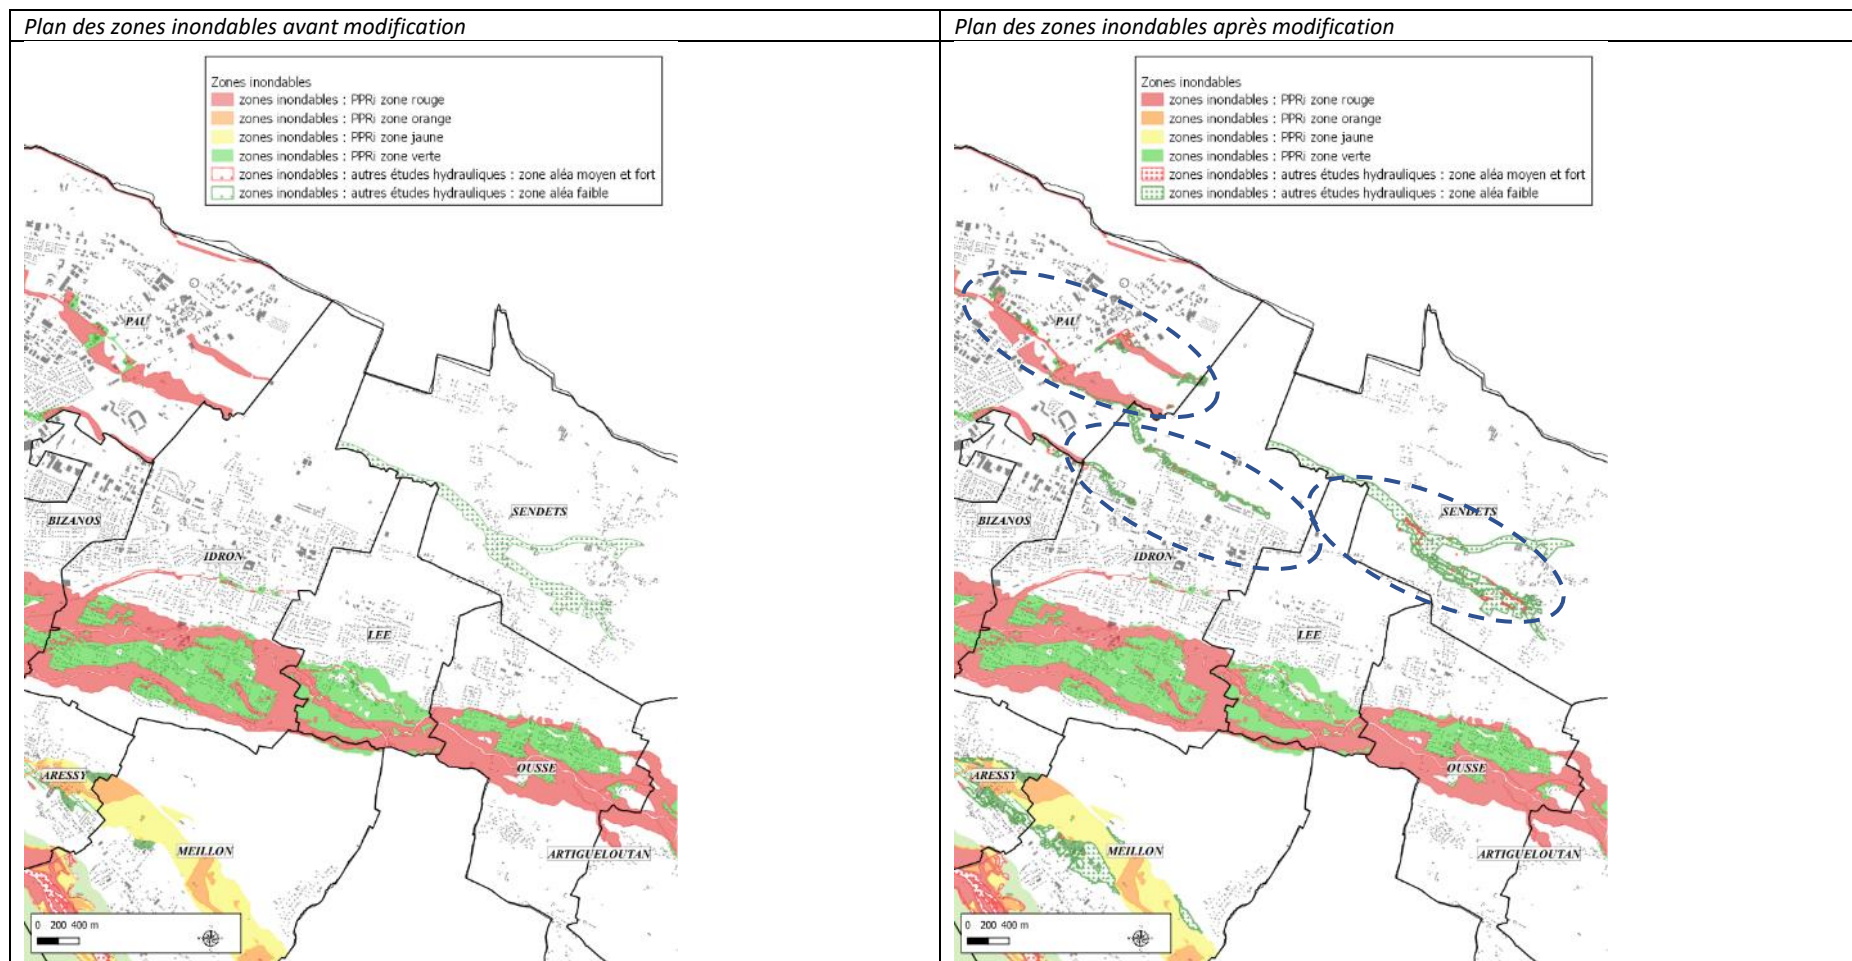 Plan des zones inondables avant modification
Zones inondables
zones inondables : PPRi zone rouge
zones inondables : PPRi zone orange
zones inondables : PPRi zone jaune
zones inondables : PPRi zone verte
zones inondables : autres études hydrauliques : zone aléa moyen et fort
zones inondables : autres études hydrauliques : zone aléa faible
PAU
SENDETS
BIZANOS
IDRON
LEE
OUSSE
ARESSY
MEILLON
ARTIGUELOUTAN
0 200 400 m
Plan des zones inondables après modification
Zones inondables
zones inondables : PPRi zone rouge
zones inondables : PPRi zone orange
zones inondables : PPRi zone jaune
zones inondables : PPRi zone verte
zones inondables : autres études hydrauliques : zone aléa moyen et fort
zones inondables : autres études hydrauliques : zone aléa faible
PAU
SENDETS
BIZANOS
IDRON
LEE
OUSSE
ARESSY
MEILLON
ARTIGUELOUTAN
0 200 400 m